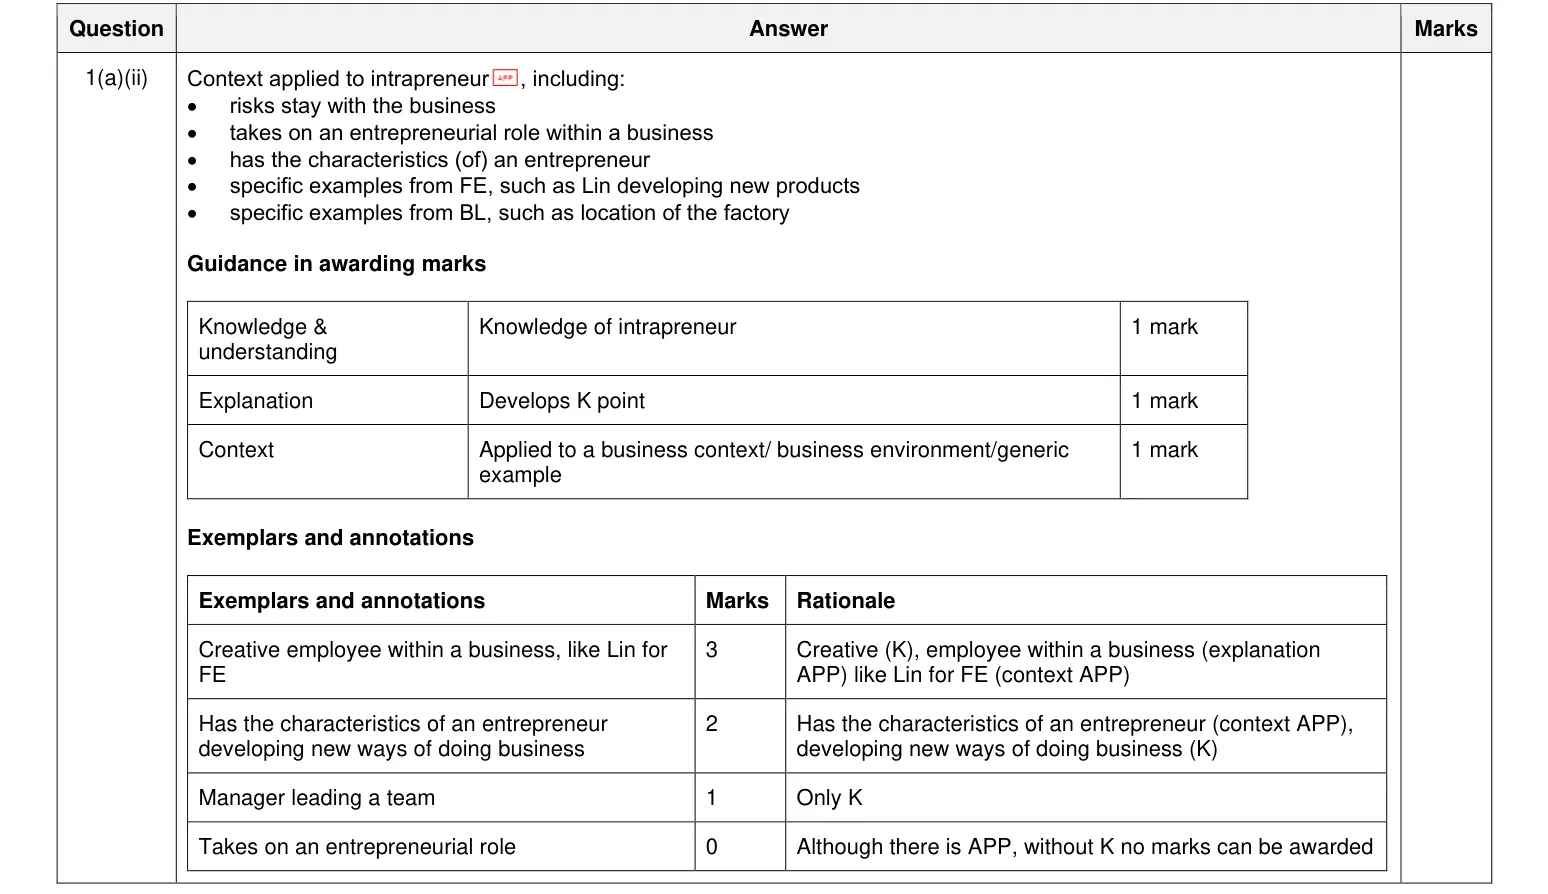 Question Answer Marks
1(a)(ii) Context applied to intrapreneur APP, including:
• risks stay with the business
• takes on an entrepreneurial role within a business
• has the characteristics (of) an entrepreneur
• specific examples from FE, such as Lin developing new products
• specific examples from BL, such as location of the factory
Guidance in awarding marks
Knowledge & Knowledge of intrapreneur 1 mark
understanding
Explanation Develops K point 1 mark
Context Applied to a business context/ business environment/generic 1 mark
example
Exemplars and annotations
Exemplars and annotations Marks Rationale
Creative employee within a business, like Lin for 3 Creative (K), employee within a business (explanation
FE APP) like Lin for FE (context APP)
Has the characteristics of an entrepreneur 2 Has the characteristics of an entrepreneur (context APP),
developing new ways of doing business developing new ways of doing business (K)
Manager leading a team 1 Only K
Takes on an entrepreneurial role 0 Although there is APP, without K no marks can be awarded